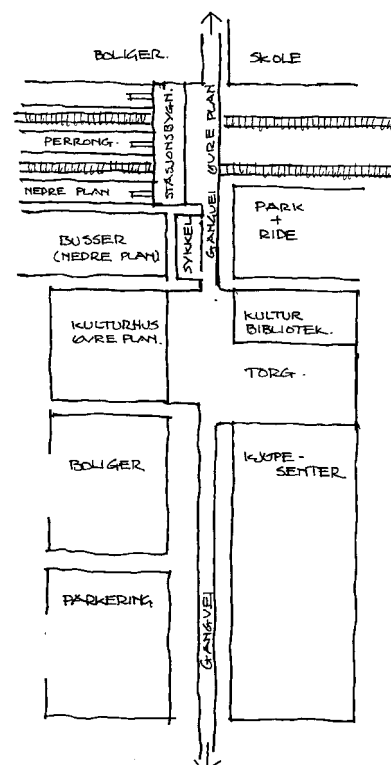 BOLIGER.
SKOLE
STASJONSBYGN.
GANGVEI ØVRE PLAN
PERRONG.
NEDRE PLAN
BUSSER
(NEDRE PLAN)
SYKKEL
PARK
+
RIDE
KULTURHUS
ØVRE PLAN.
KULTUR
BIBLIOTEK.
TORG.
BOLIGER
KJØPE-
SENTER
PARKERING
GANGVEI